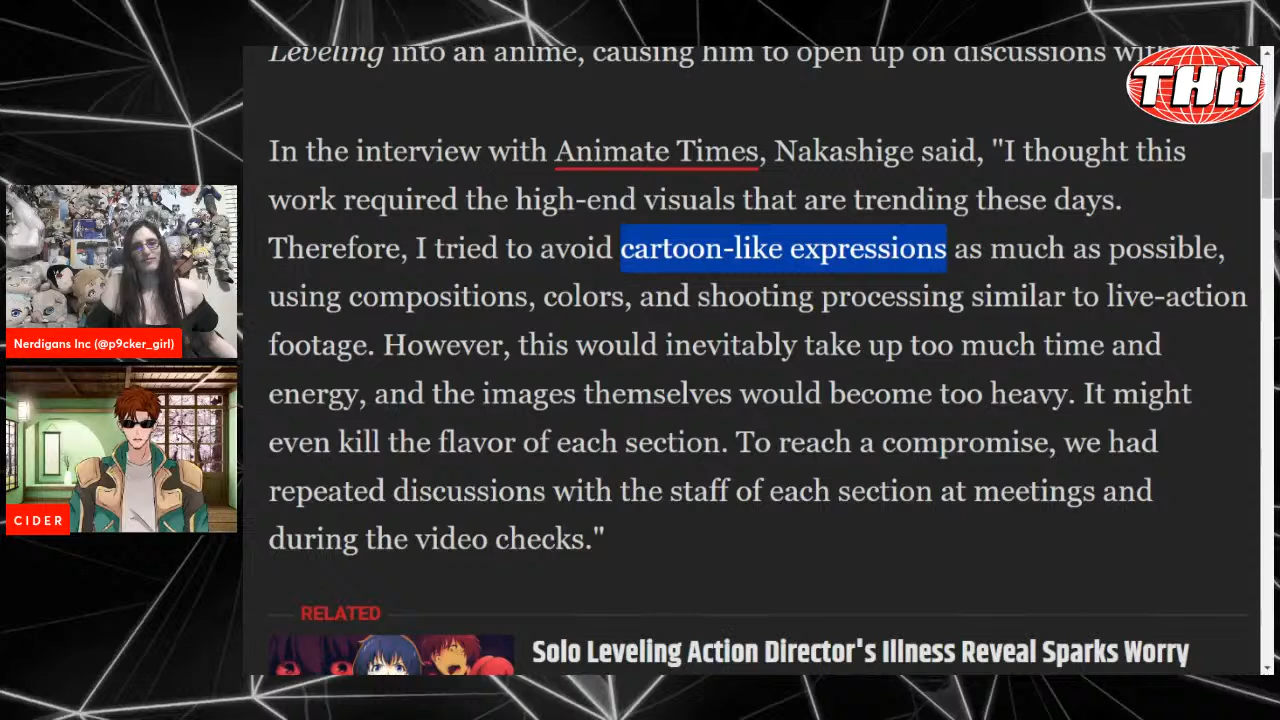 Leveling into an anime, causing him to open up on discussions with
THH
In the interview with Animate Times, Nakashige said, "I thought this
work required the high-end visuals that are trending these days.
Therefore, I tried to avoid cartoon-like expressions as much as possible,
using compositions, colors, and shooting processing similar to live-action
footage. However, this would inevitably take up too much time and
energy, and the images themselves would become too heavy. It might
even kill the flavor of each section. To reach a compromise, we had
repeated discussions with the staff of each section at meetings and
during the video checks."
Nerdigans Inc (@p9cker_girl)
CIDER
RELATED
Solo Leveling Action Director's Illness Reveal Sparks Worry